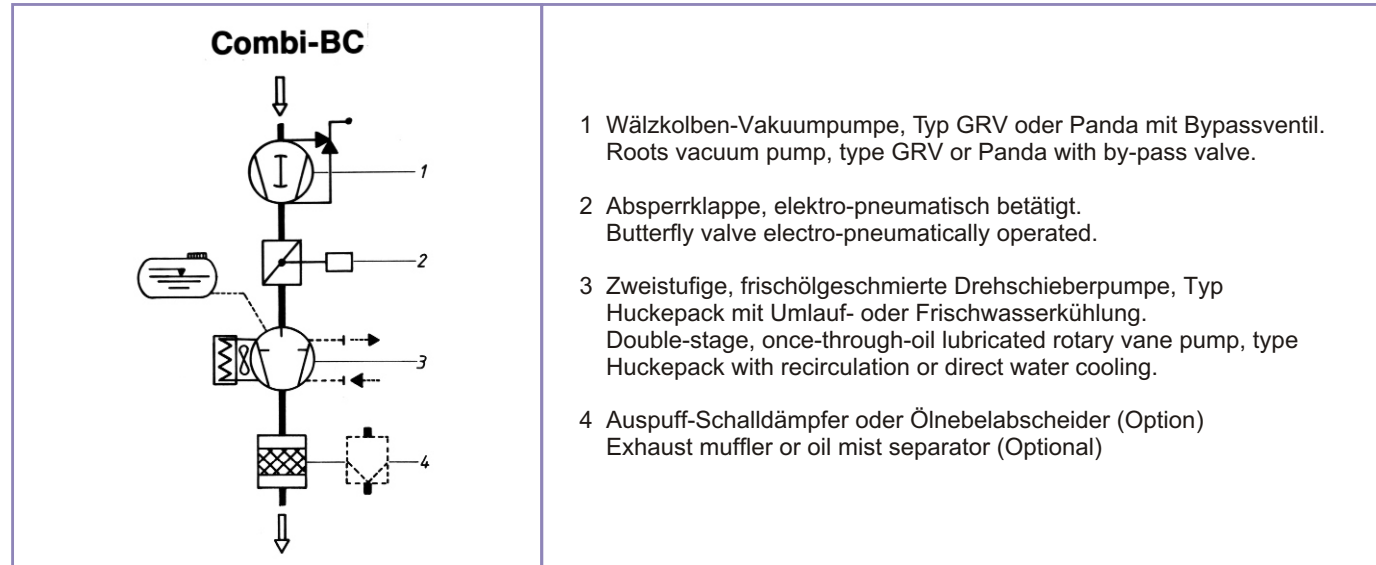 Combi-BC
1
2
3
4
1 Wälzkolben-Vakuumpumpe, Typ GRV oder Panda mit Bypassventil.
Roots vacuum pump, type GRV or Panda with by-pass valve.
2 Absperrklappe, elektro-pneumatisch betätigt.
Butterfly valve electro-pneumatically operated.
3 Zweistufige, frischölgeschmierte Drehschieberpumpe, Typ
Huckepack mit Umlauf- oder Frischwasserkühlung.
Double-stage, once-through-oil lubricated rotary vane pump, type
Huckepack with recirculation or direct water cooling.
4 Auspuff-Schalldämpfer oder Ölnebelabscheider (Option)
Exhaust muffler or oil mist separator (Optional)